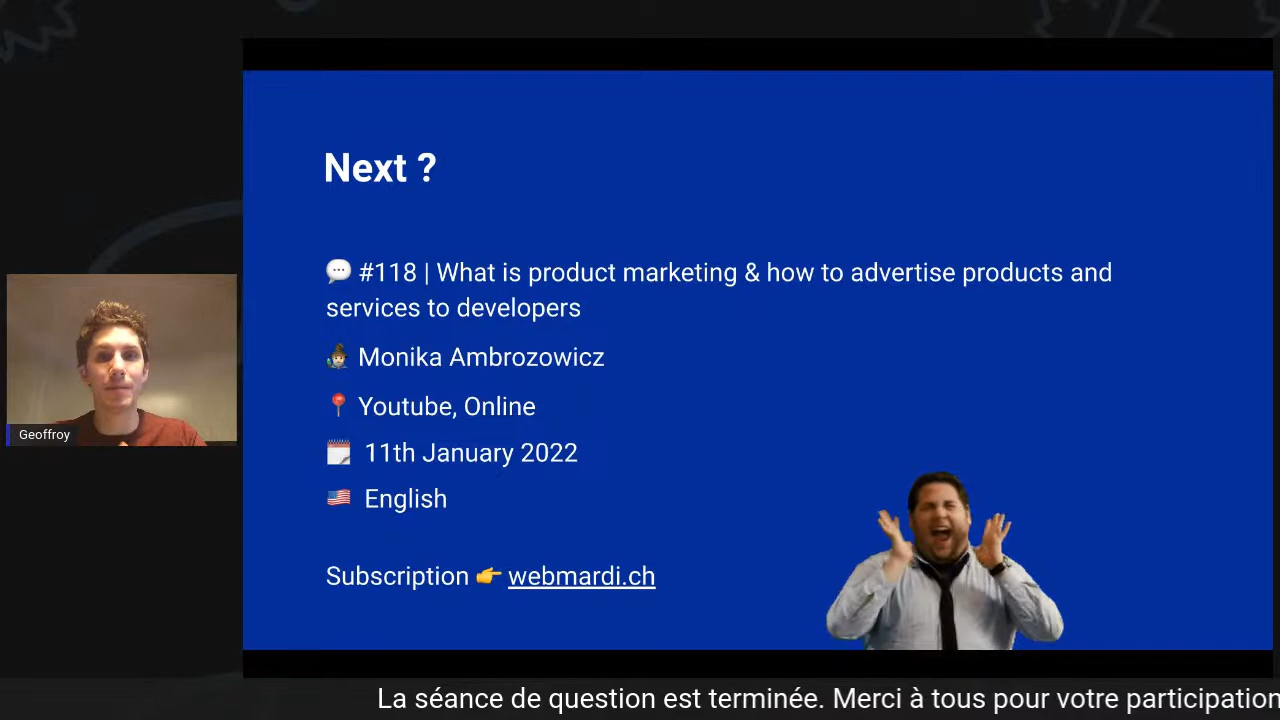 Next ?
#118 | What is product marketing & how to advertise products and
services to developers
Monika Ambrozowicz
Youtube, Online
11th January 2022
English
Subscription 👉 webmardi.ch
Geoffroy
La séance de question est terminée. Merci à tous pour votre participation